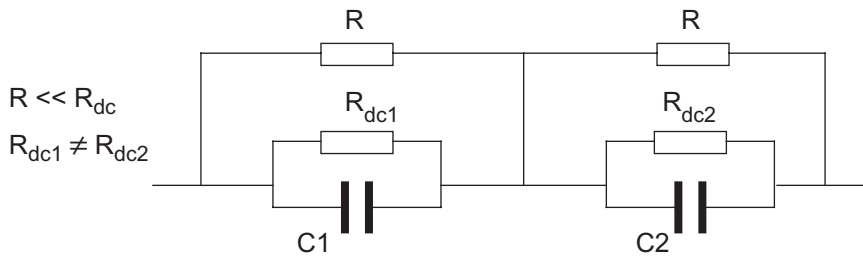 R
R
R << Rdc
Rdc1
Rdc2
Rdc1 ≠ Rdc2
C1
C2